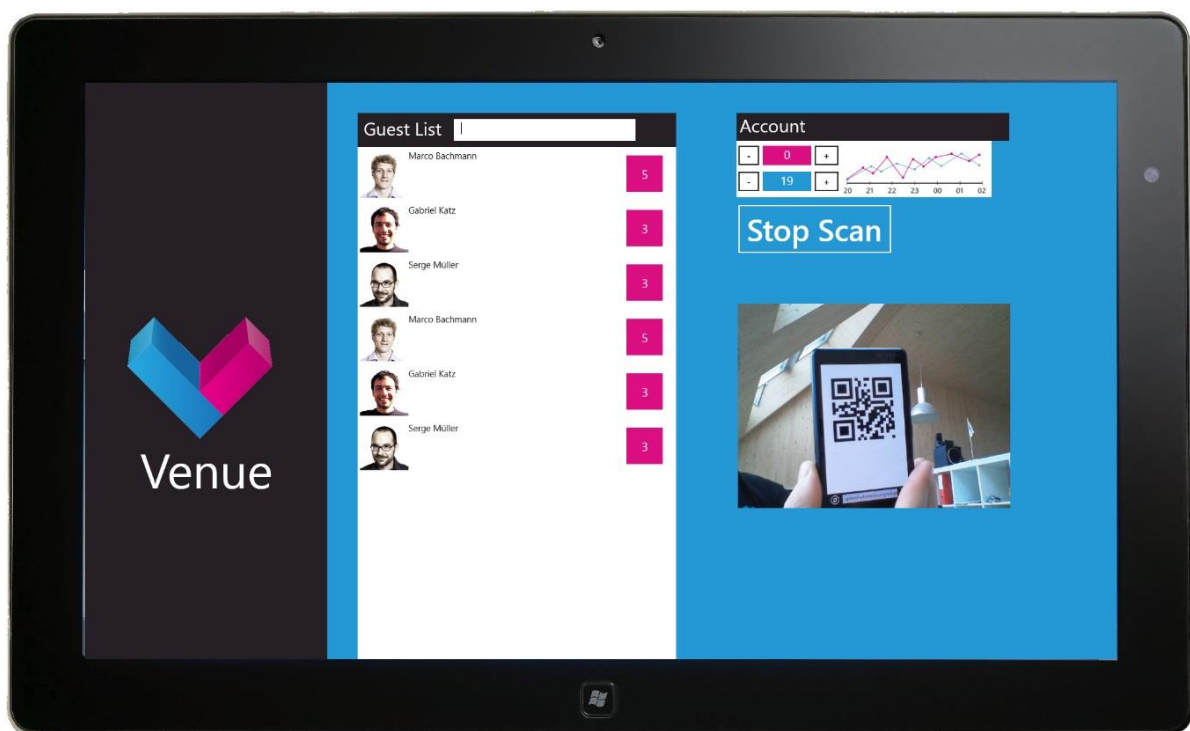 Venue
Guest List
Marco Bachmann
5
Gabriel Katz
3
Serge Müller
3
Marco Bachmann
5
Gabriel Katz
3
Serge Müller
3
Account
- 0 +
- 19 +
20 21 22 23 00 01 02
Stop Scan